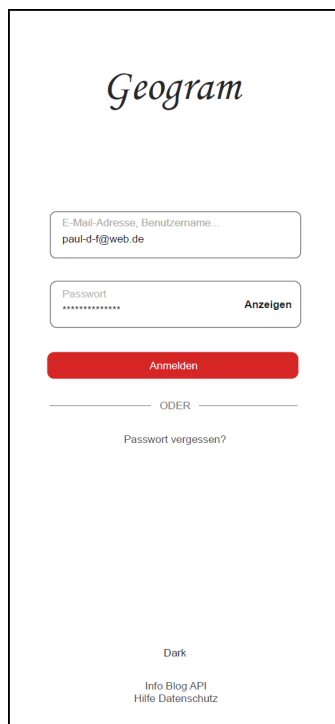 Geogram
E-Mail-Adresse, Benutzername...
paul-d-f@web.de
Passwort
**************
Anzeigen
Anmelden
ODER
Passwort vergessen?
Dark
Info Blog API
Hilfe Datenschutz